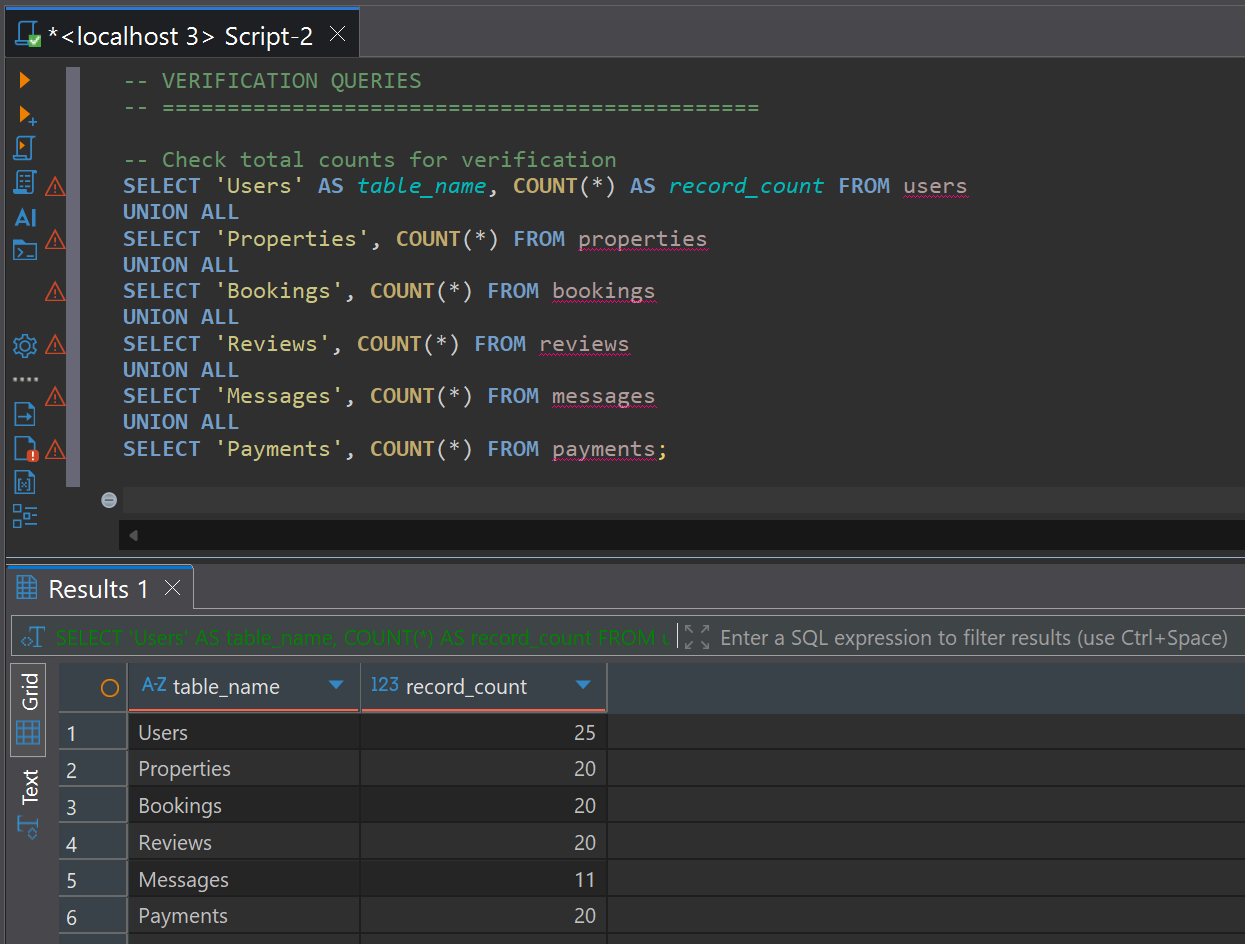 *<localhost 3> Script-2
-- VERIFICATION QUERIES
-- ==============================================
-- Check total counts for verification
SELECT 'Users' AS table_name, COUNT(*) AS record_count FROM users
UNION ALL
SELECT 'Properties', COUNT(*) FROM properties
UNION ALL
SELECT 'Bookings', COUNT(*) FROM bookings
UNION ALL
SELECT 'Reviews', COUNT(*) FROM reviews
UNION ALL
SELECT 'Messages', COUNT(*) FROM messages
UNION ALL
SELECT 'Payments', COUNT(*) FROM payments;
AI
Results 1
SELECT 'Users' AS table_name, COUNT(*) AS record_count FROM u
Enter a SQL expression to filter results (use Ctrl+Space)
Grid
Text
A-Z table_name 123 record_count
1 Users 25
2 Properties 20
3 Bookings 20
4 Reviews 20
5 Messages 11
6 Payments 20